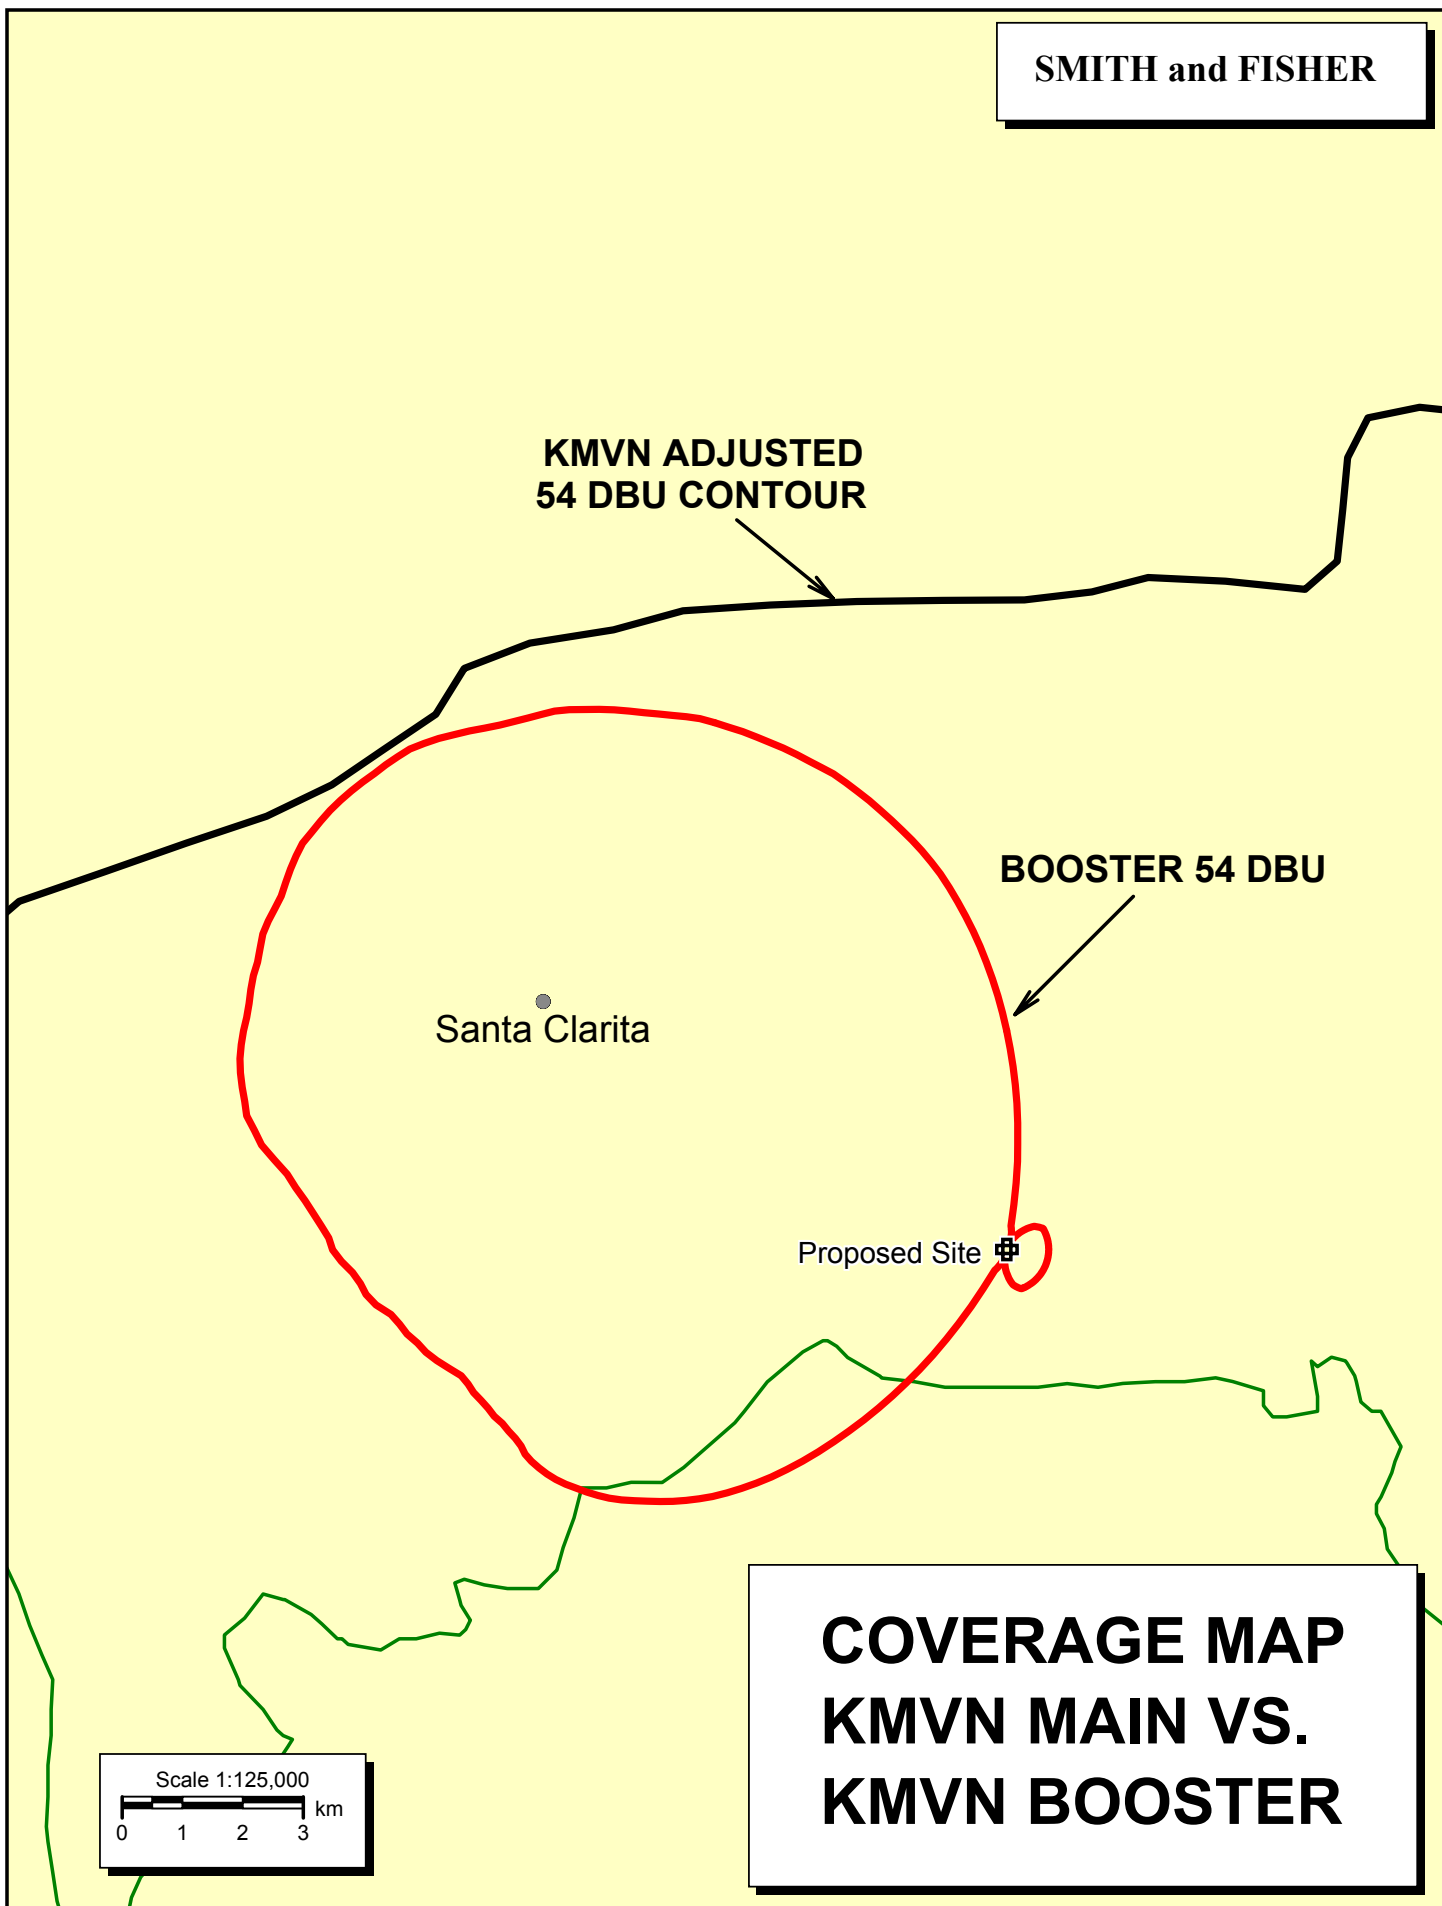 SMITH and FISHER
KMVN ADJUSTED
54 DBU CONTOUR
BOOSTER 54 DBU
Santa Clarita
Proposed Site
COVERAGE MAP
KMVN MAIN VS.
KMVN BOOSTER
Scale 1:125,000
km
0 1 2 3